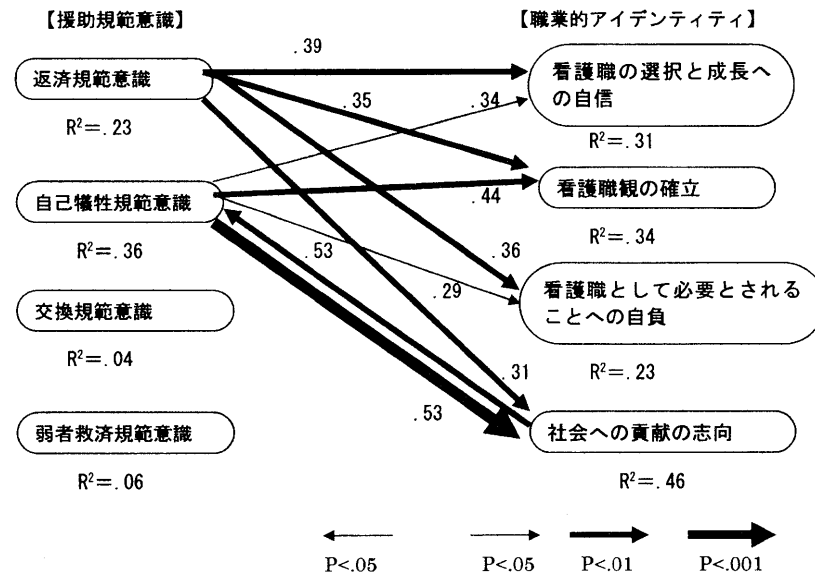 【援助規範意識】
【職業的アイデンティティ】
.39
返済規範意識
看護職の選択と成長へ
の自信
.35
.34
R²=.23
R²=.31
自己犠牲規範意識
看護職観の確立
.44
R²=.36
.53
.36
R²=.34
.29
看護職として必要とされる
ことへの自負
交換規範意識
R²=.04
.31
R²=.23
.53
弱者救済規範意識
社会への貢献の志向
R²=.06
R²=.46
P<.05
P<.05
P<.01
P<.001